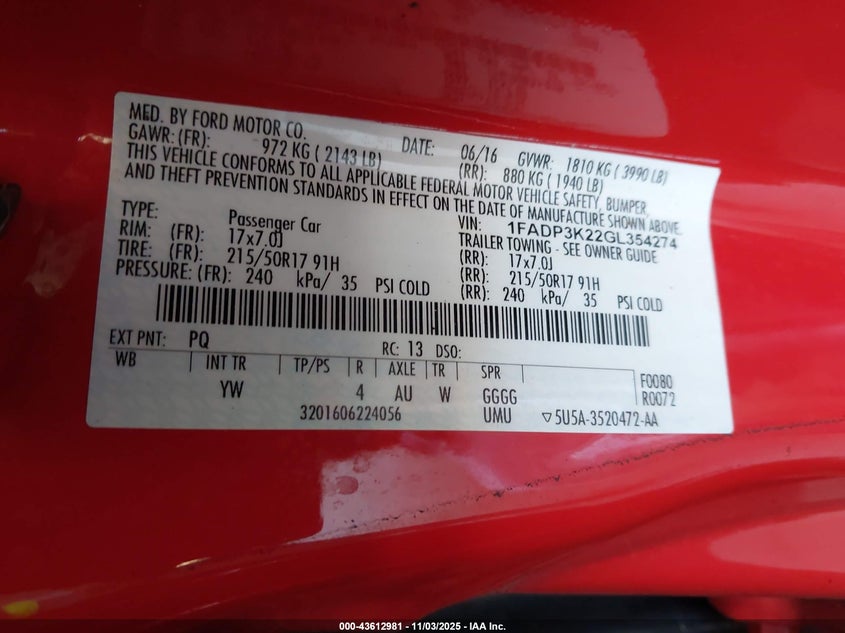 MFD. BY FORD MOTOR CO.
DATE: 06/16 GVWR: 1810 KG ( 3990 LB)
GAWR: (FR): 972 KG ( 2143 LB) (RR): 880 KG ( 1940 LB)
THIS VEHICLE CONFORMS TO ALL APPLICABLE FEDERAL MOTOR VEHICLE SAFETY, BUMPER,
AND THEFT PREVENTION STANDARDS IN EFFECT ON THE DATE OF MANUFACTURE SHOWN ABOVE.
VIN: 1FADP3K22GL354274
TYPE: Passenger Car TRAILER TOWING - SEE OWNER GUIDE
RIM: (FR): 17x7.0J (RR): 17x7.0J
TIRE: (FR): 215/50R17 91H (RR): 215/50R17 91H
PRESSURE: (FR): 240 kPa/ 35 PSI COLD (RR): 240 kPa/ 35 PSI COLD
EXT PNT: PQ RC: 13 DSO:
WB INT TR TP/PS R AXLE TR SPR F0080
YW 4 AU W GGGG R0072
3201606224056 UMU ▽5U5A-3520472-AA
000-43612981 - 11/03/2025 - IAA Inc.